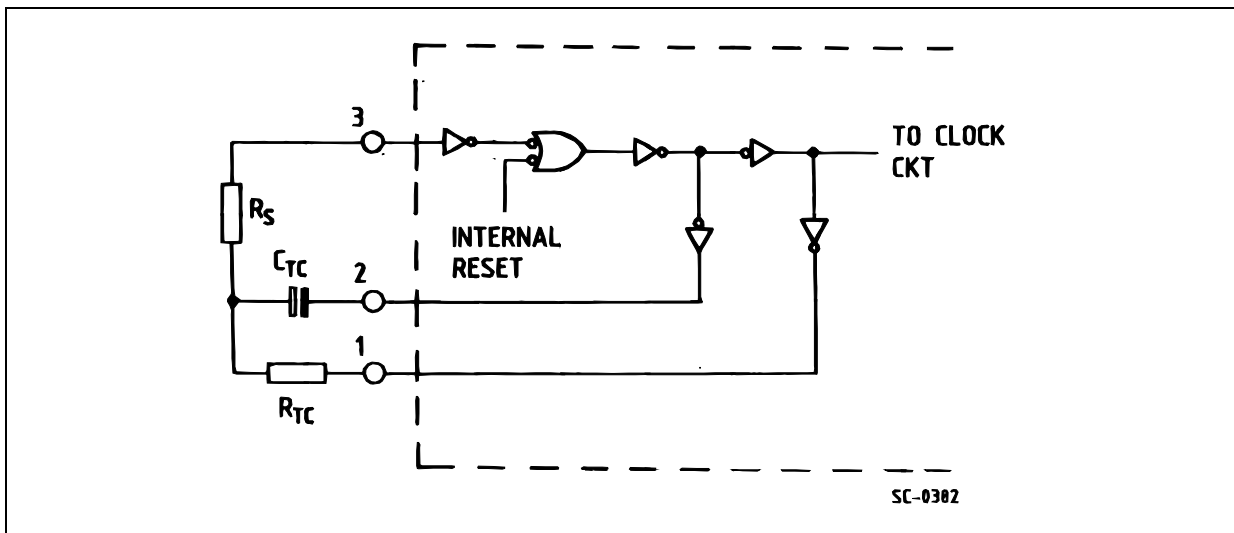 3
TO CLOCK
CKT
RS
INTERNAL
RESET
CTC
2
1
RTC
SC-0382